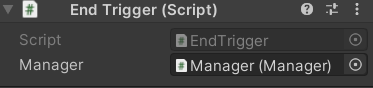 End Trigger (Script)
Script EndTrigger
Manager Manager (Manager)